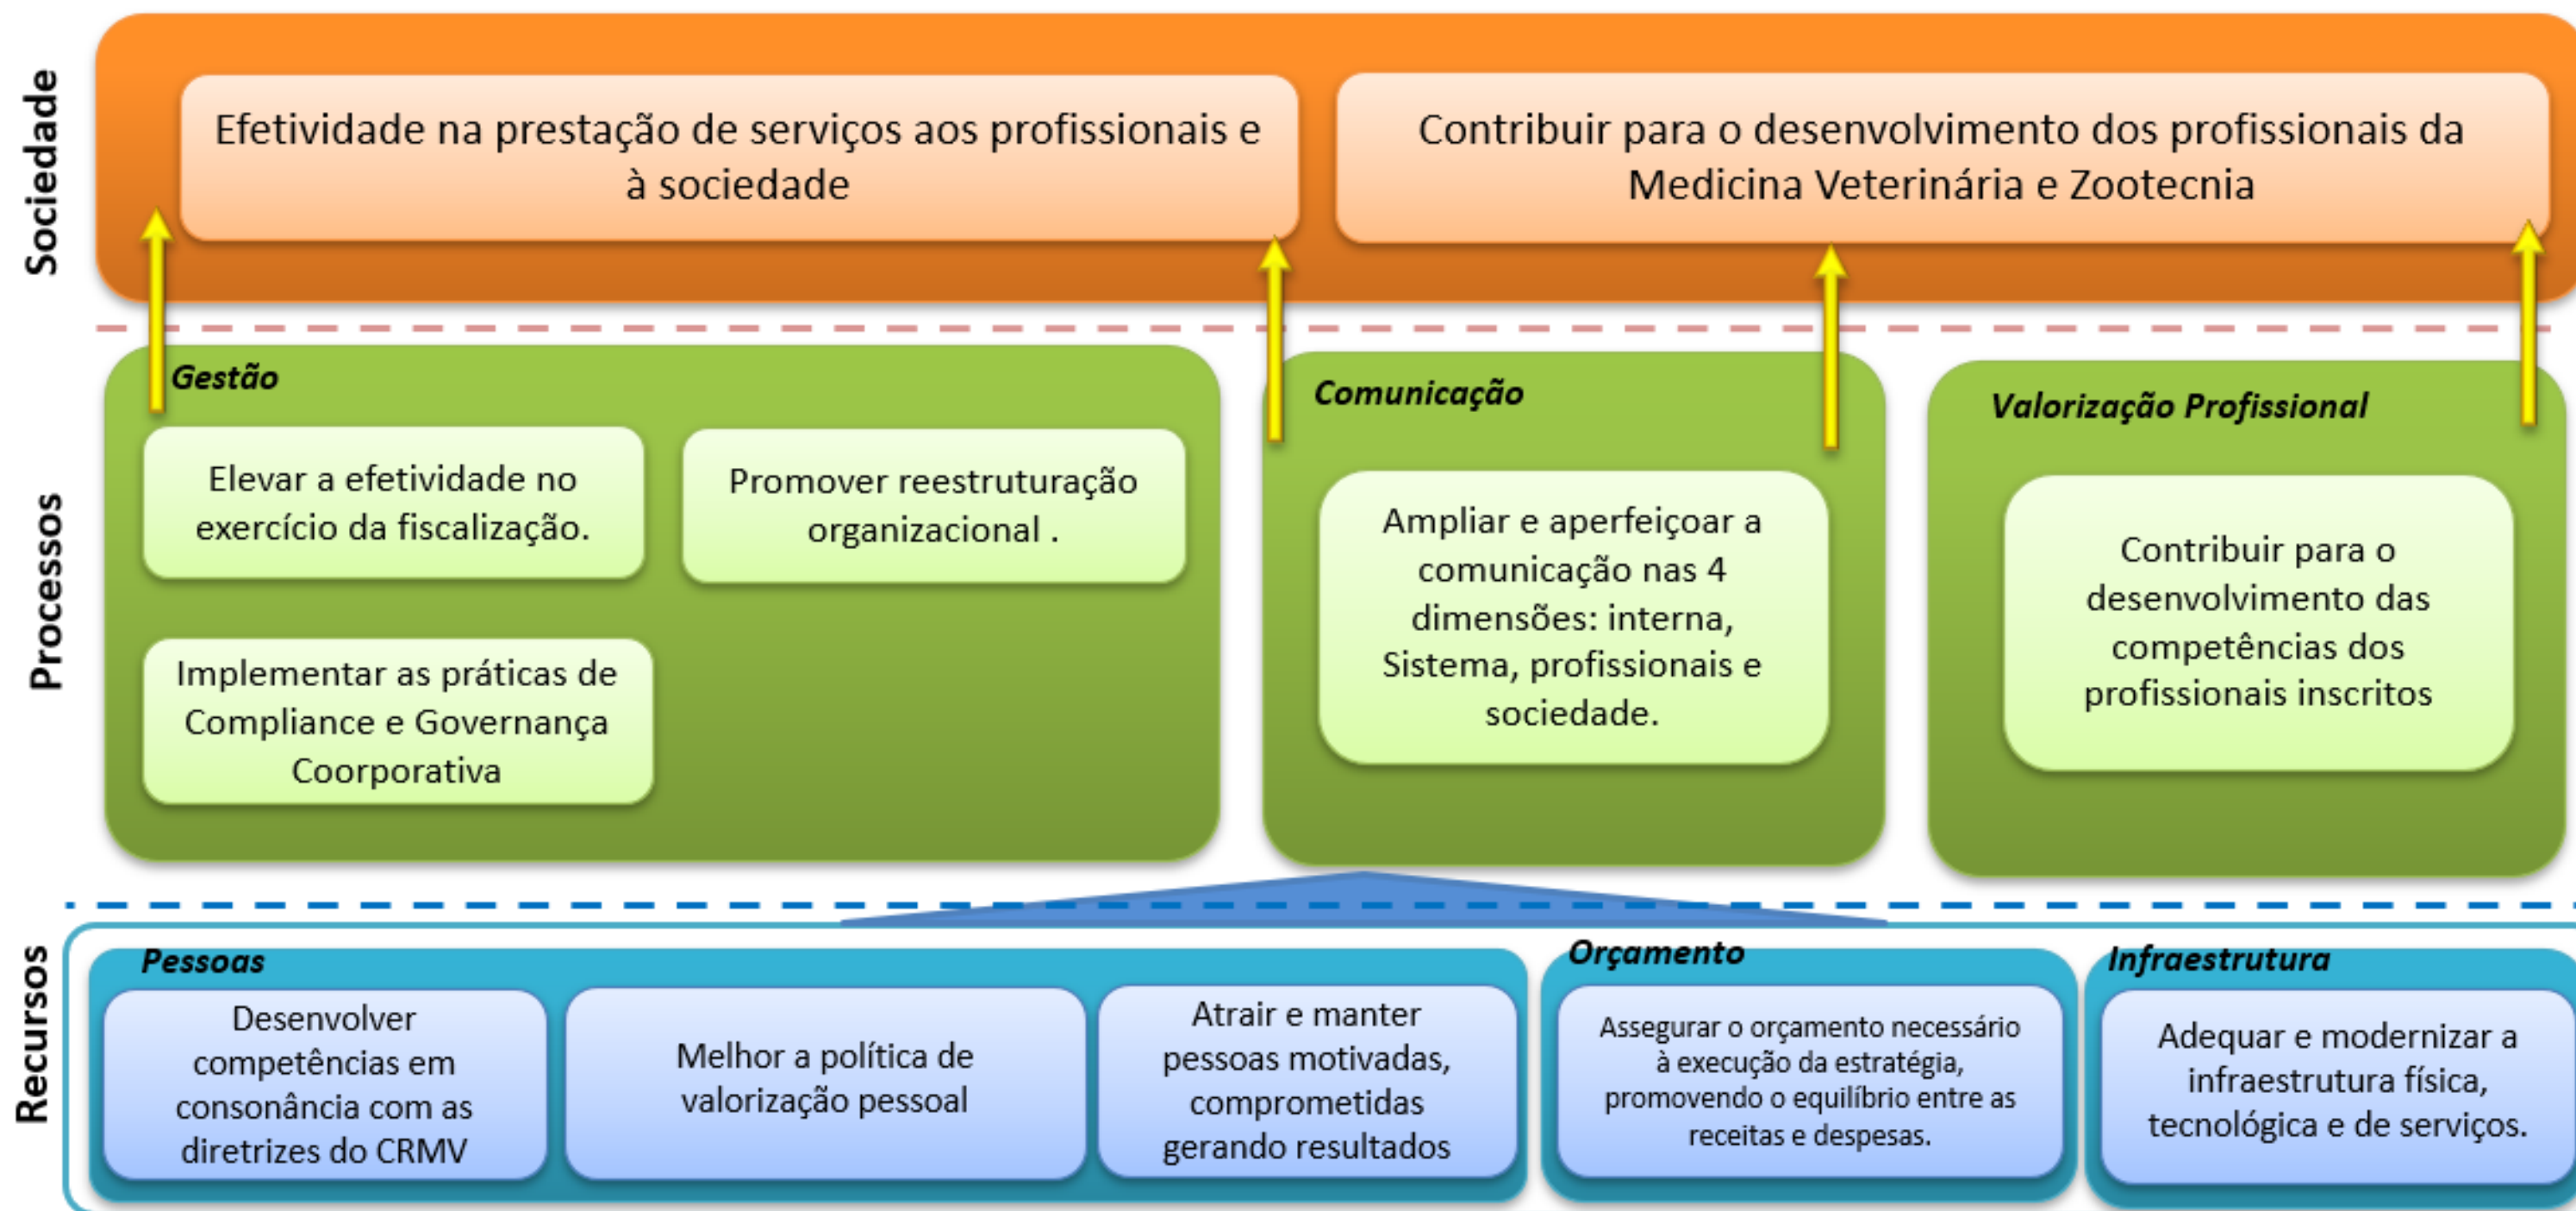 Sociedade
Efetividade na prestação de serviços aos profissionais e
à sociedade
Contribuir para o desenvolvimento dos profissionais da
Medicina Veterinária e Zootecnia
Processos
Gestão
Elevar a efetividade no
exercício da fiscalização.
Promover reestruturação
organizacional .
Implementar as práticas de
Compliance e Governança
Coorporativa
Comunicação
Ampliar e aperfeiçoar a
comunicação nas 4
dimensões: interna,
Sistema, profissionais e
sociedade.
Valorização Profissional
Contribuir para o
desenvolvimento das
competências dos
profissionais inscritos
Recursos
Pessoas
Desenvolver
competências em
consonância com as
diretrizes do CRMV
Melhor a política de
valorização pessoal
Atrair e manter
pessoas motivadas,
comprometidas
gerando resultados
Orçamento
Assegurar o orçamento necessário
à execução da estratégia,
promovendo o equilíbrio entre as
receitas e despesas.
Infraestrutura
Adequar e modernizar a
infraestrutura física,
tecnológica e de serviços.